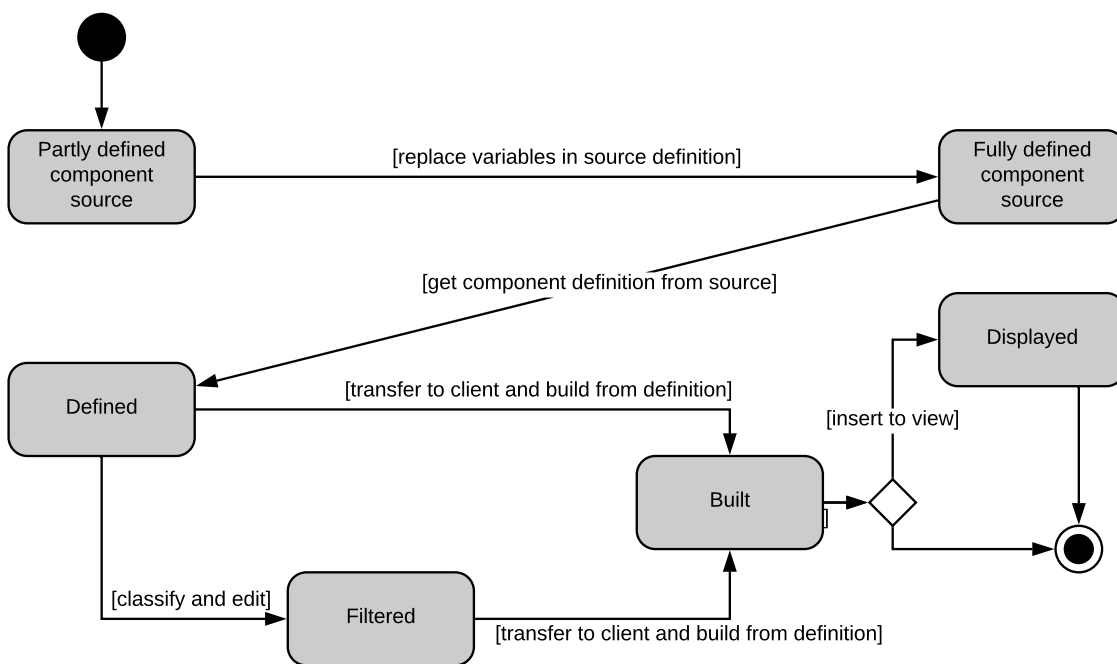 Partly defined
component
source
[replace variables in source definition]
Fully defined
component
source
[get component definition from source]
Displayed
Defined
[transfer to client and build from definition]
[insert to view]
Built
[classify and edit]
Filtered
[transfer to client and build from definition]